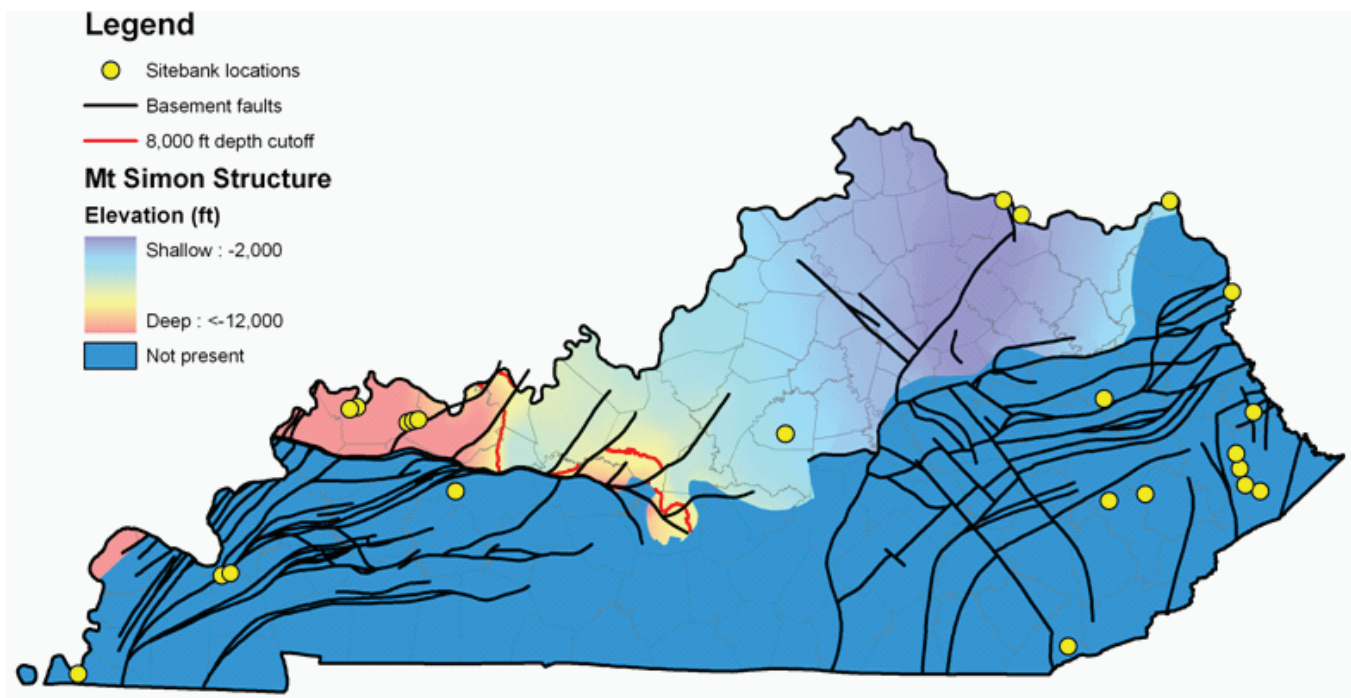 Legend
Sitebank locations
Basement faults
8,000 ft depth cutoff
Mt Simon Structure
Elevation (ft)
Shallow : -2,000
Deep : <-12,000
Not present